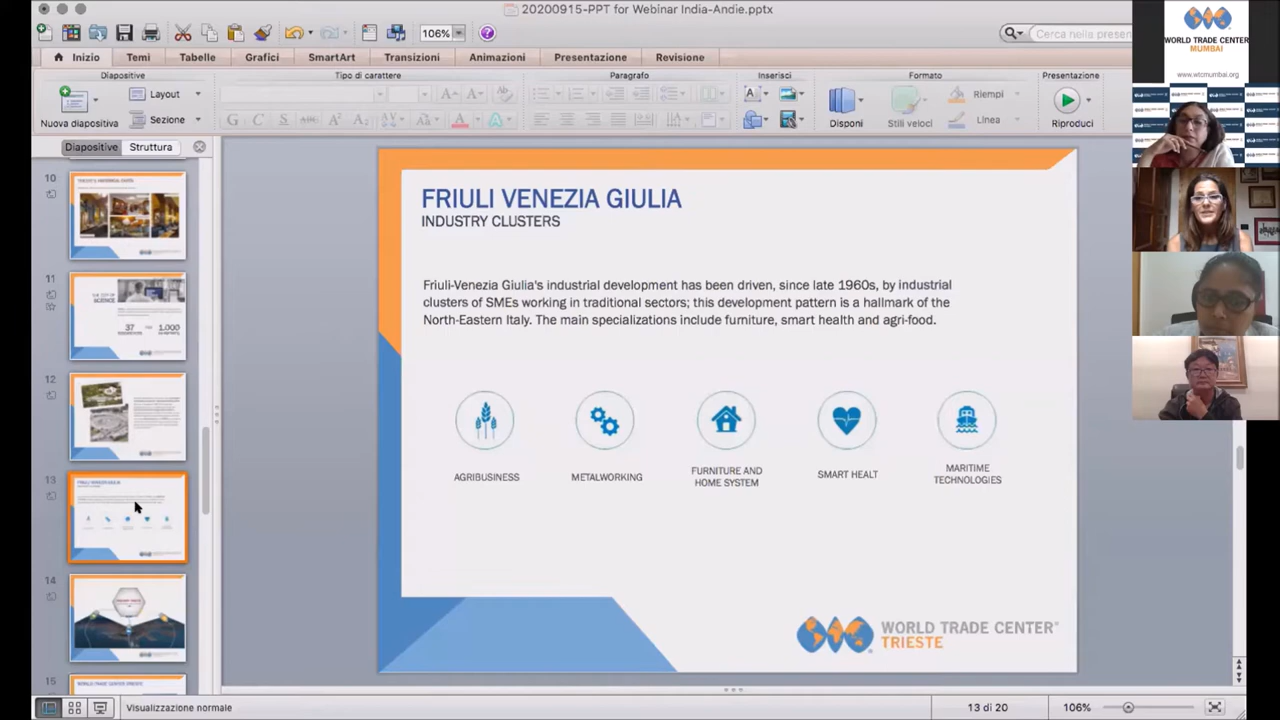 20200915-PPT for Webinar India-Andie.pptx
106%
Cerca nella presen
Inizio
Temi
Tabelle
Grafici
SmartArt
Transizioni
Animazioni
Presentazione
Revisione
Diapositive
Tipo di carattere
Paragrafo
Inserisci
Formato
Presentazione
Nuova diapositiva
Layout
Sezione
Disponi
Stili veloci
Riempi
Linea
Riproduci
Diapositive
Struttura
10
11
37
1,000
12
13
14
15
FRIULI VENEZIA GIULIA
INDUSTRY CLUSTERS
Friuli-Venezia Giulia's industrial development has been driven, since late 1960s, by industrial
clusters of SMEs working in traditional sectors; this development pattern is a hallmark of the
North-Eastern Italy. The main specializations include furniture, smart health and agri-food.
AGRIBUSINESS
METALWORKING
FURNITURE AND
HOME SYSTEM
SMART HEALT
MARITIME
TECHNOLOGIES
WORLD TRADE CENTER®
TRIESTE
WORLD TRADE CENTER
MUMBAI
www.wtcmumbai.org
Visualizzazione normale
13 di 20
106%